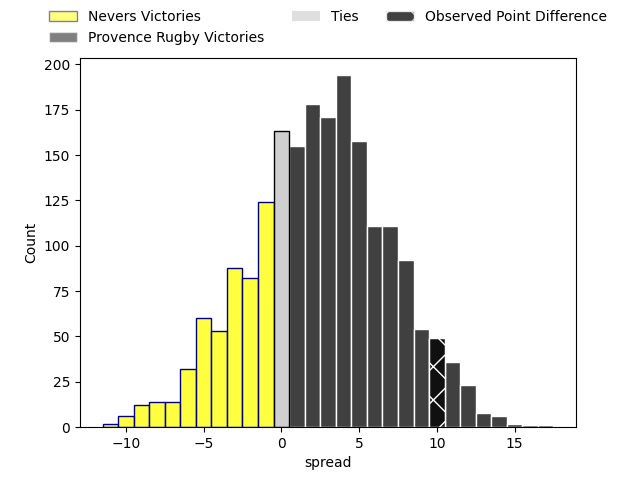 Nevers Victories
Provence Rugby Victories
Ties
Observed Point Difference
200
175
150
125
100
75
50
25
0
Count
−10 −5 0 5 10 15
spread